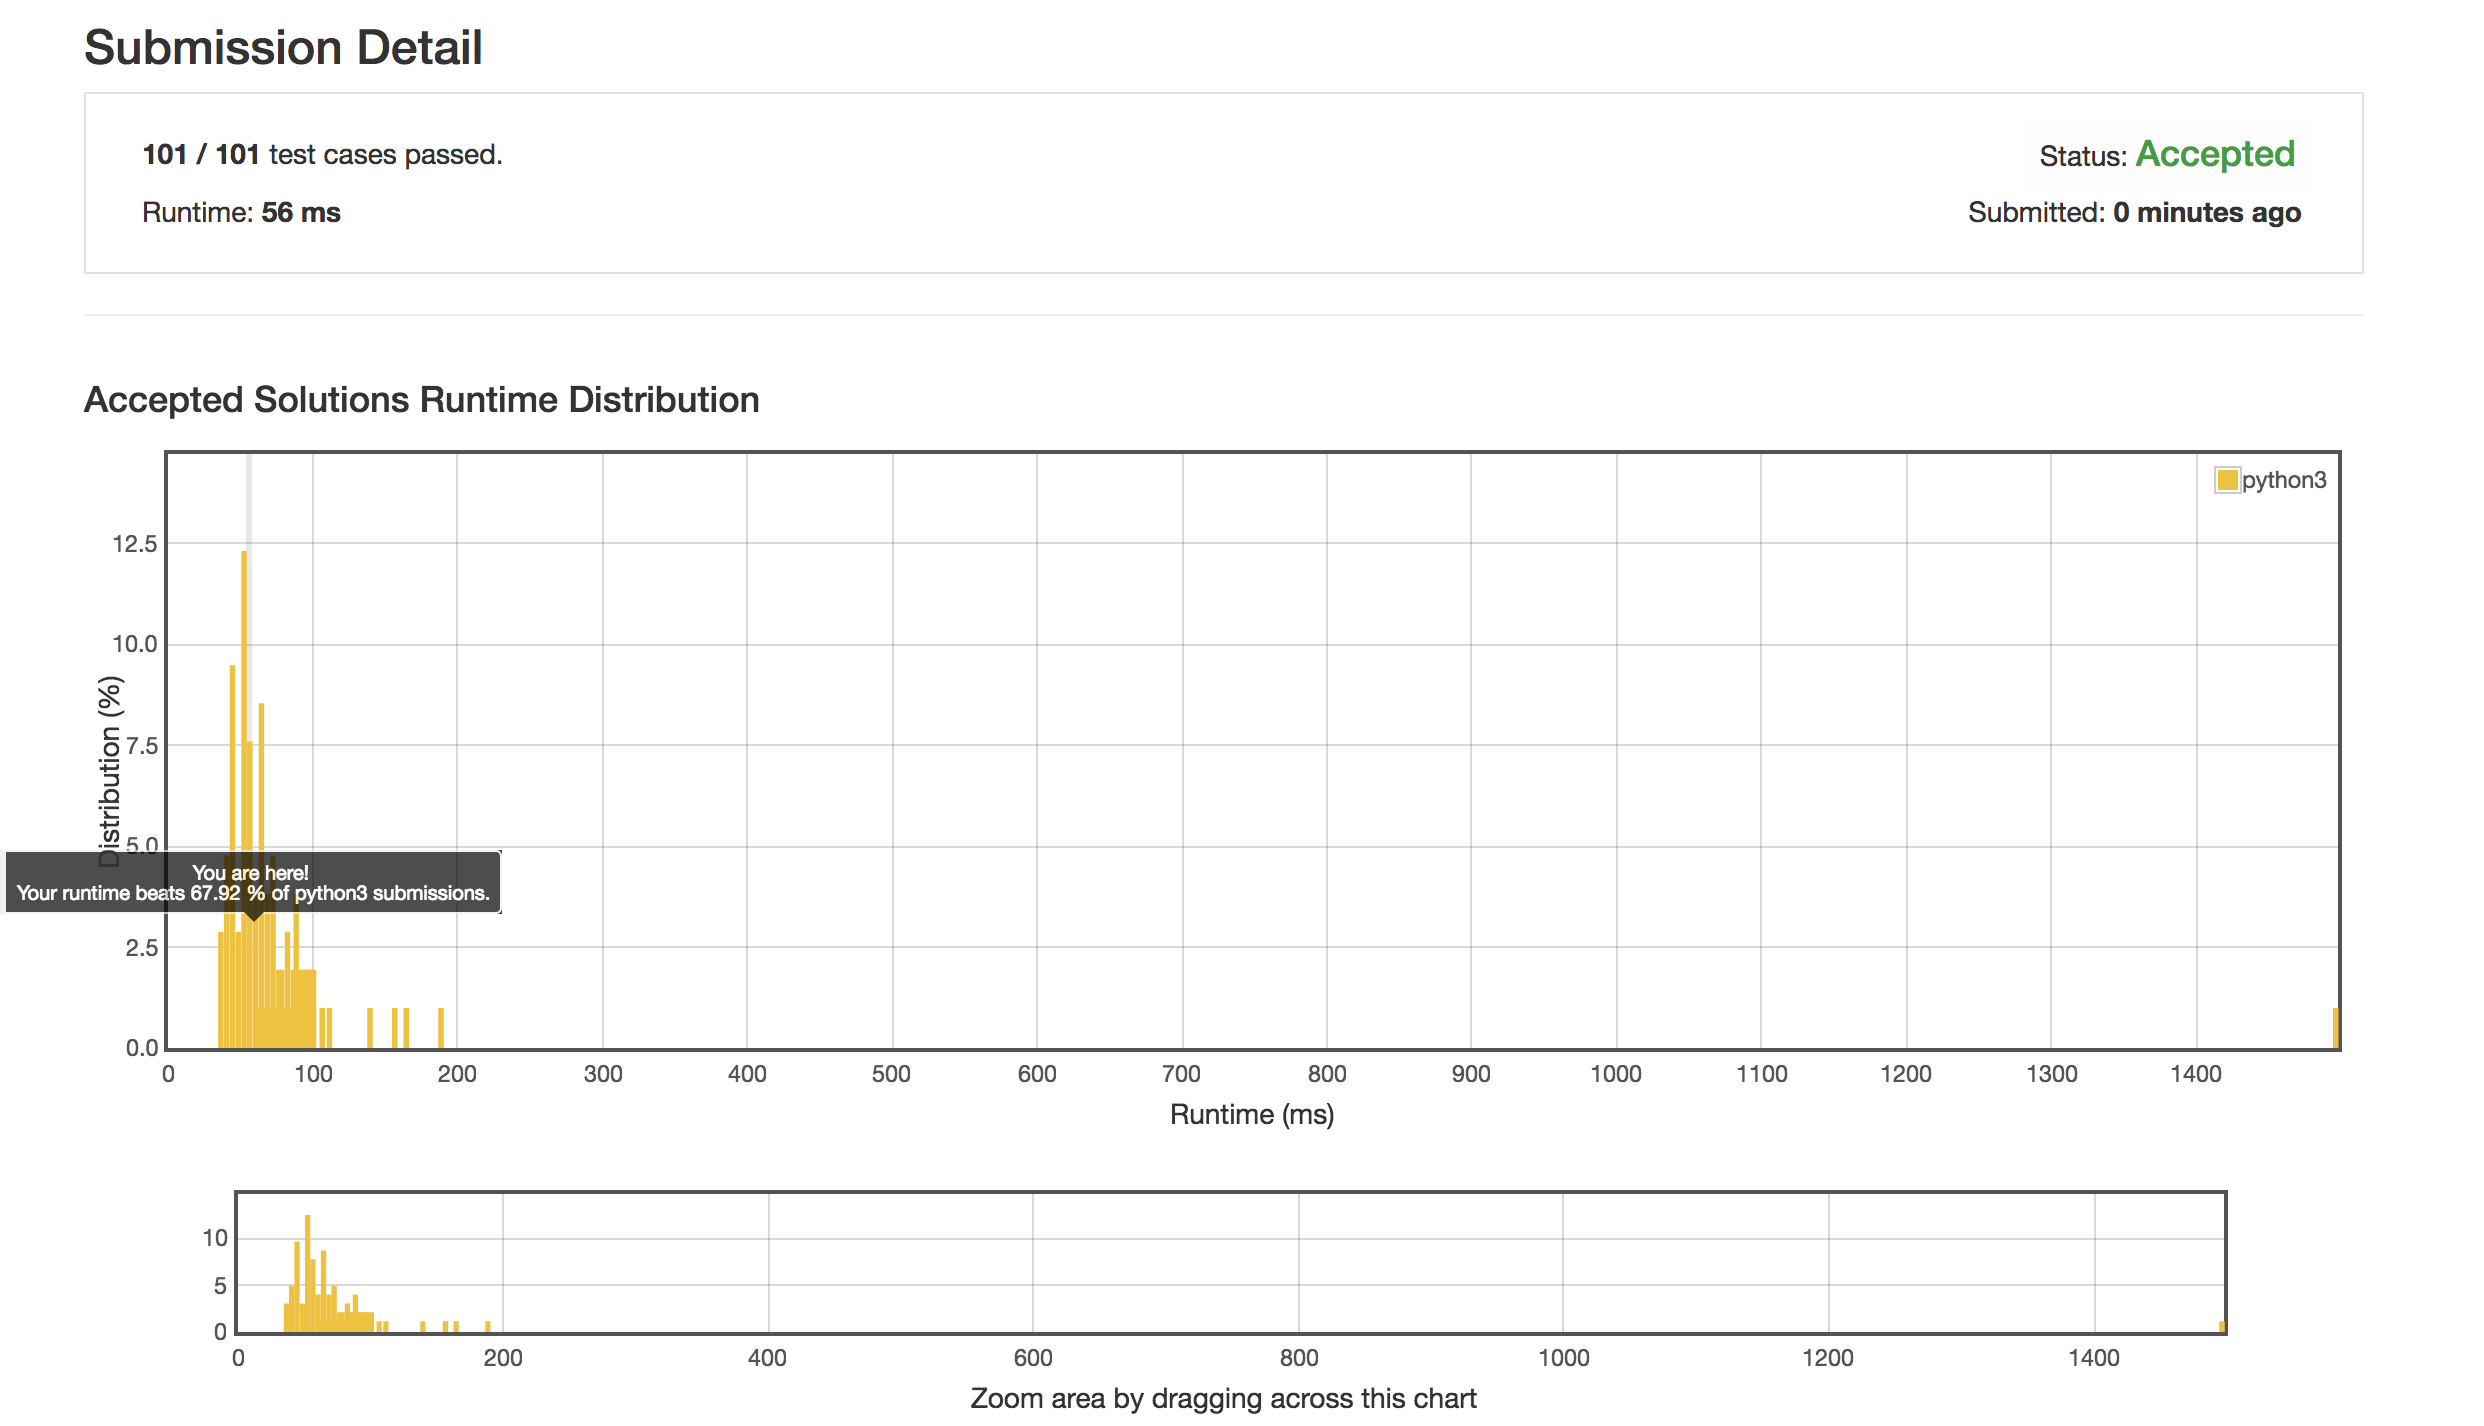 Submission Detail
101 / 101 test cases passed.
Status: Accepted
Runtime: 56 ms
Submitted: 0 minutes ago
Accepted Solutions Runtime Distribution
python3
12.5
10.0
7.5
5.0
2.5
0.0
Distribution (%)
You are here!
Your runtime beats 67.92 % of python3 submissions.
0 100 200 300 400 500 600 700 800 900 1000 1100 1200 1300 1400
Runtime (ms)
10
5
0
0 200 400 600 800 1000 1200 1400
Zoom area by dragging across this chart